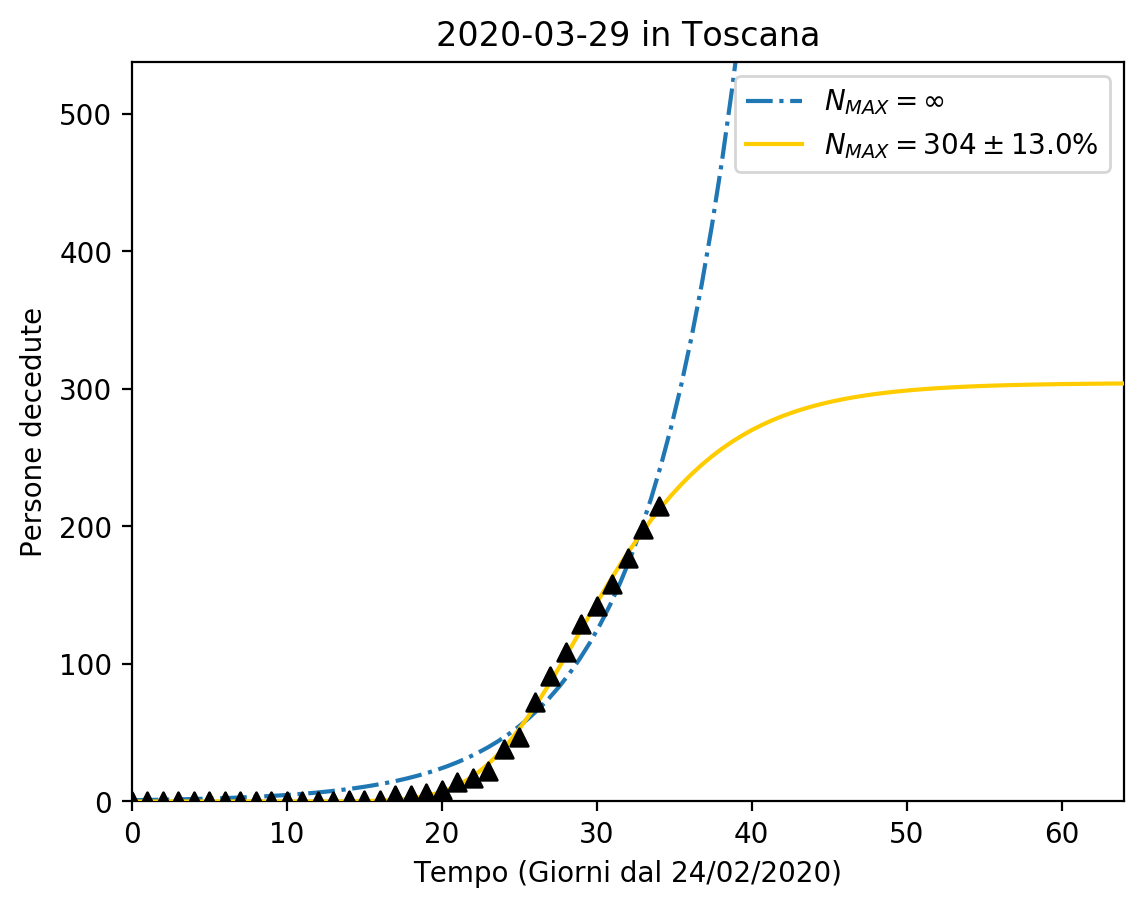 2020-03-29 in Toscana
N_MAX = ∞
N_MAX = 304 ± 13.0%
Persone decedute
500
400
300
200
100
0
0 10 20 30 40 50 60
Tempo (Giorni dal 24/02/2020)